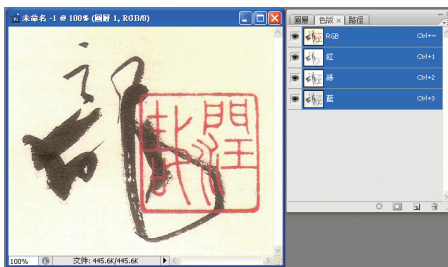 未命名 -1 @ 100% (圖層 1, RGB/8)
100% 文件: 445.6K/445.6K
圖層 色版 × 路徑
RGB Ctrl+~
紅 Ctrl+1
綠 Ctrl+2
藍 Ctrl+3